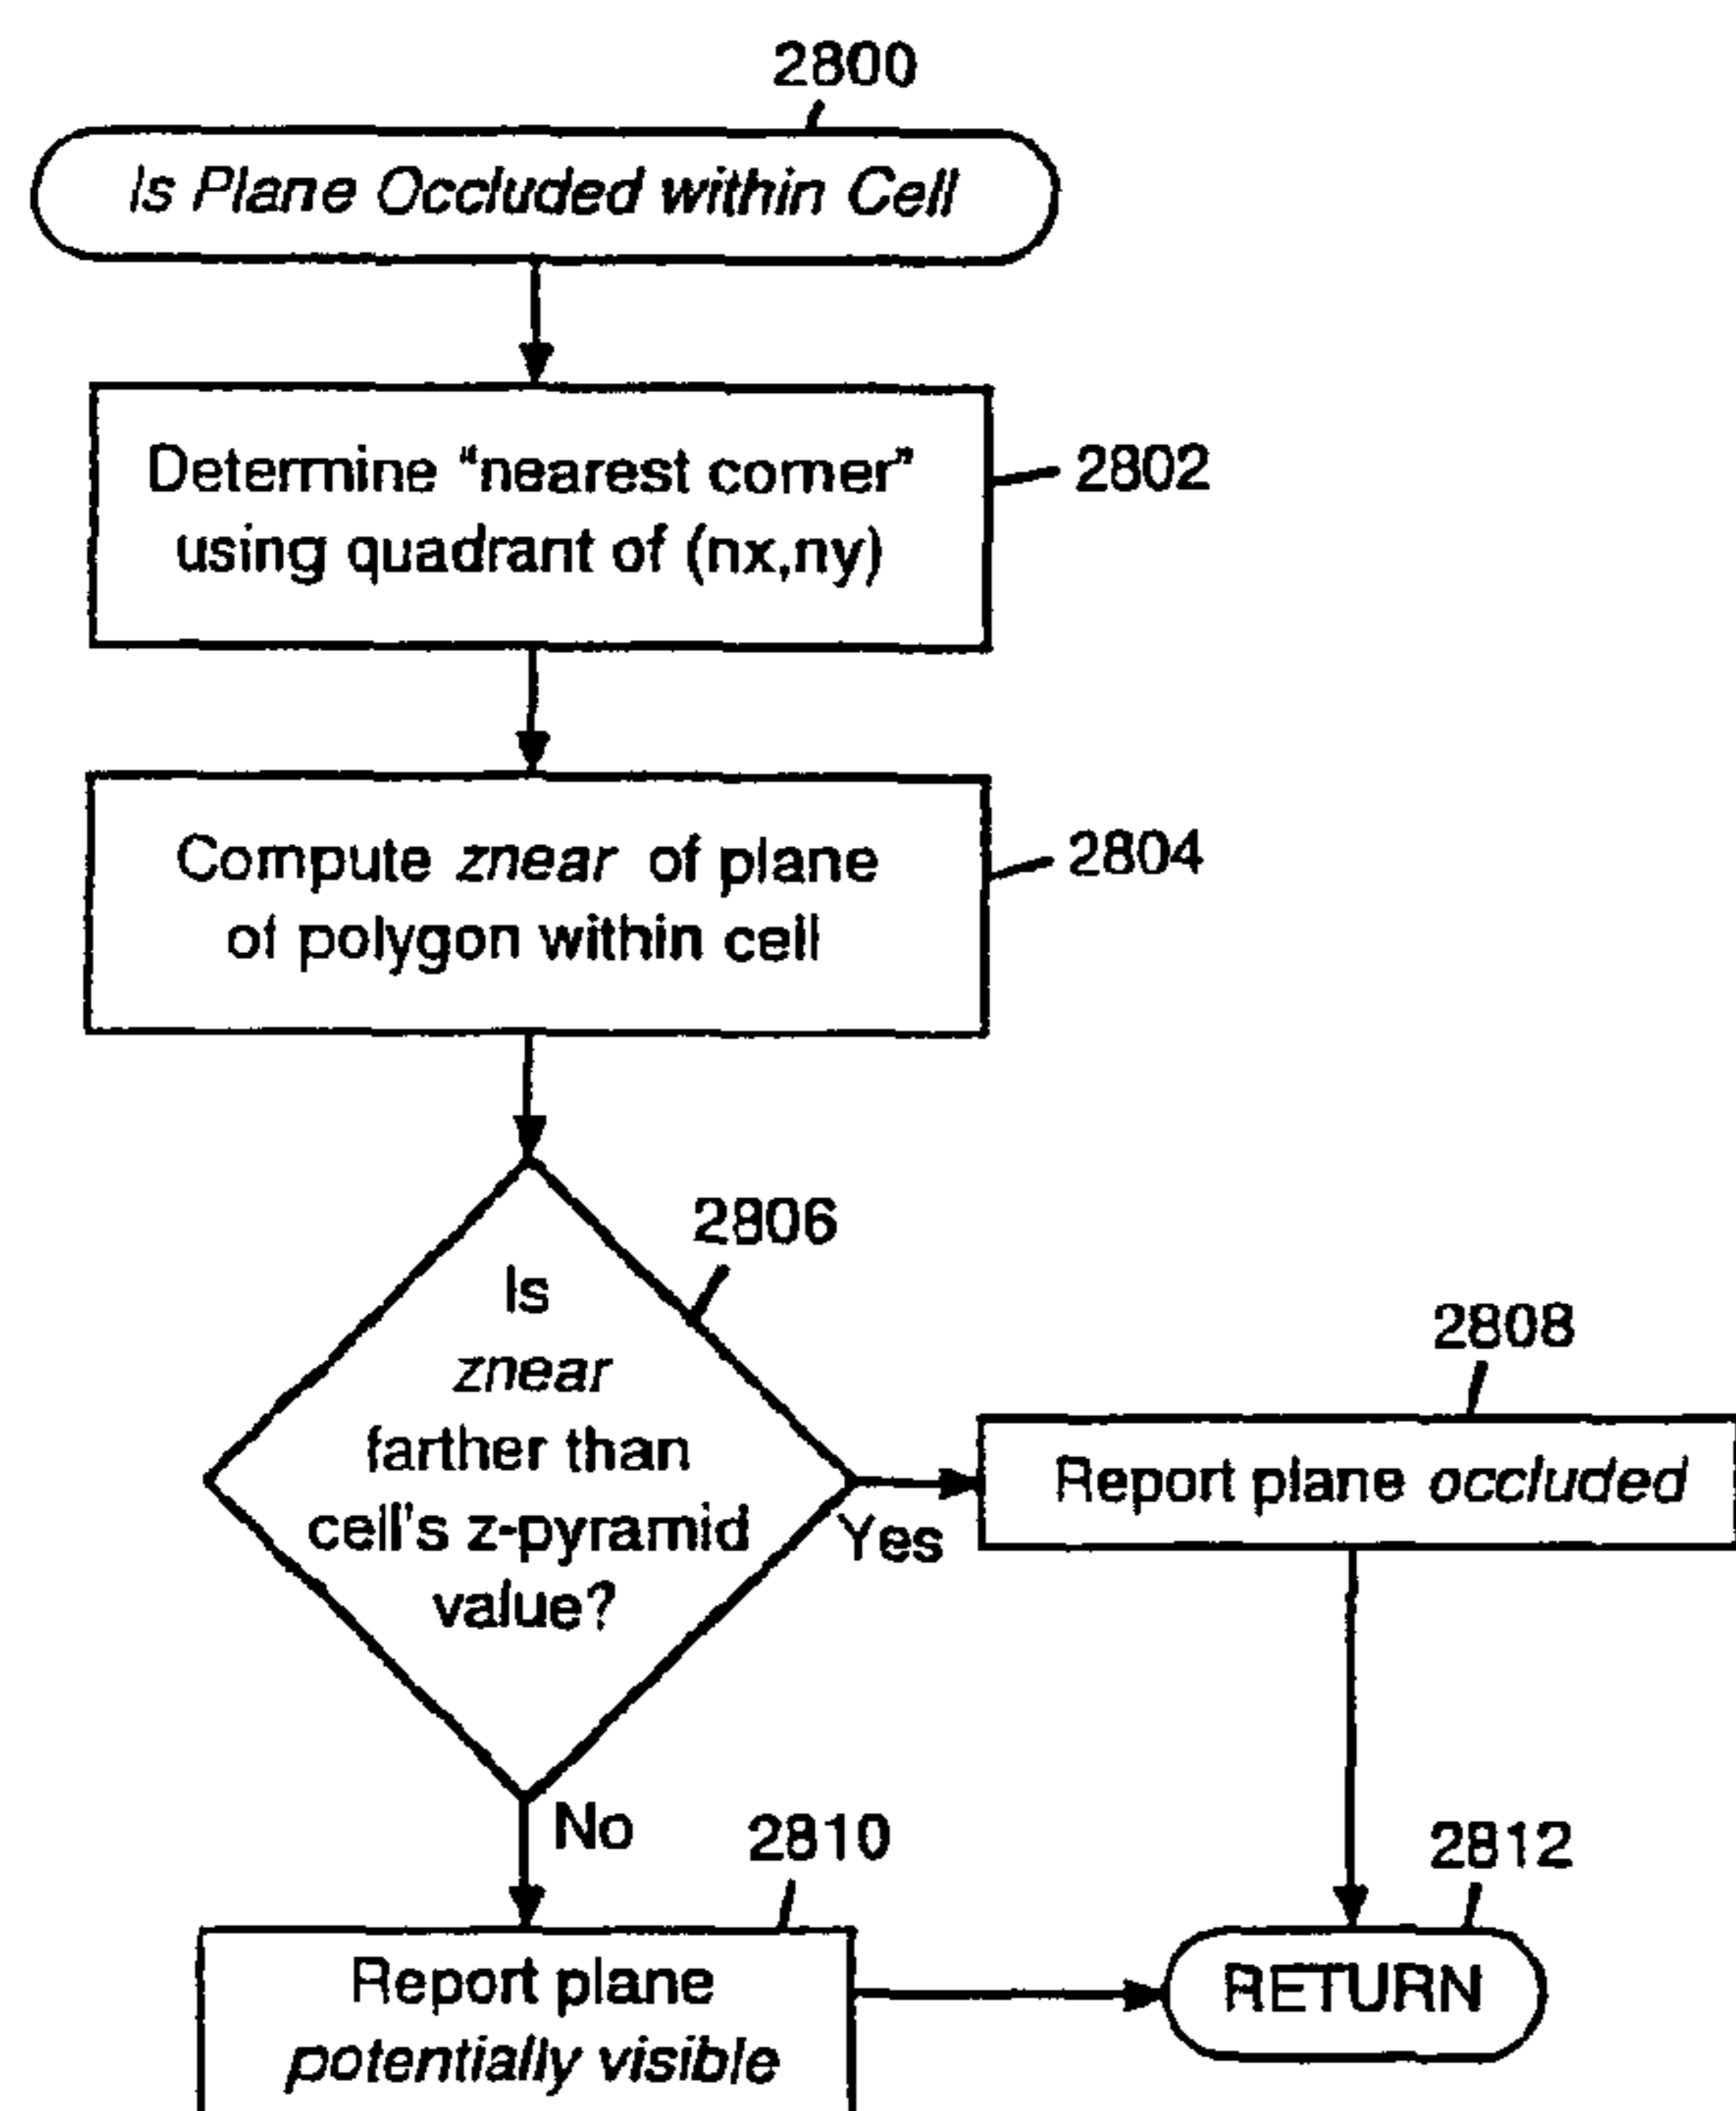 2800
Is Plane Occluded within Cell
Determine “nearest corner”
using quadrant of (nx,ny)
2802
Compute znear of plane
of polygon within cell
2804
2806
Is
znear
farther than
cell's z-pyramid
value?
Yes
2808
Report plane occluded
No
2810
Report plane
potentially visible
2812
RETURN